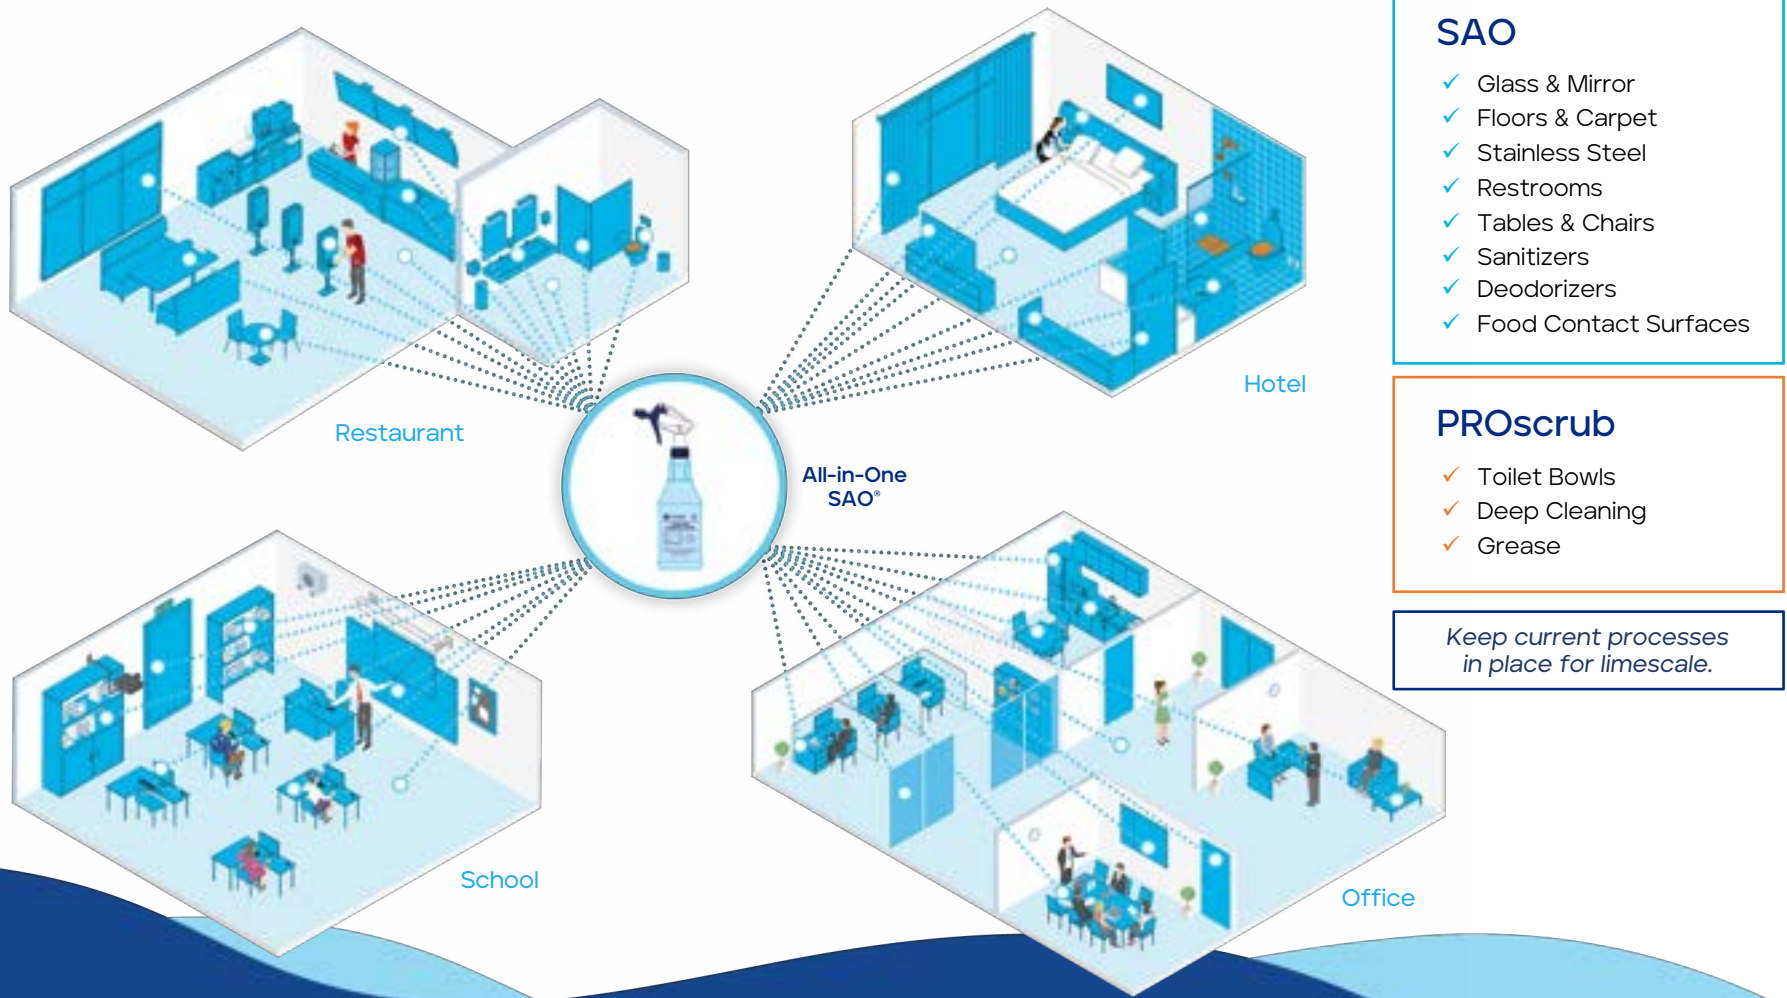 Restaurant
Hotel
All-in-One
SAO®
School
Office
SAO
✓ Glass & Mirror
✓ Floors & Carpet
✓ Stainless Steel
✓ Restrooms
✓ Tables & Chairs
✓ Sanitizers
✓ Deodorizers
✓ Food Contact Surfaces
PROscrub
✓ Toilet Bowls
✓ Deep Cleaning
✓ Grease
Keep current processes
in place for limescale.